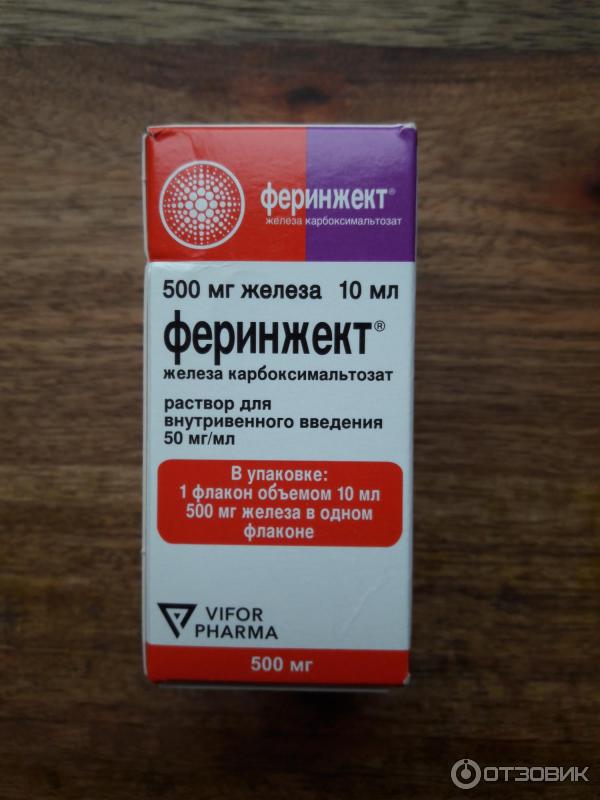 феринжект®
железа карбоксимальтозат
500 мг железа 10 мл
феринжект®
железа карбоксимальтозат
раствор для
внутривенного введения
50 мг/мл
В упаковке:
1 флакон объемом 10 мл
500 мг железа в одном
флаконе
VIFOR
PHARMA
500 мг
ОТЗОВИК